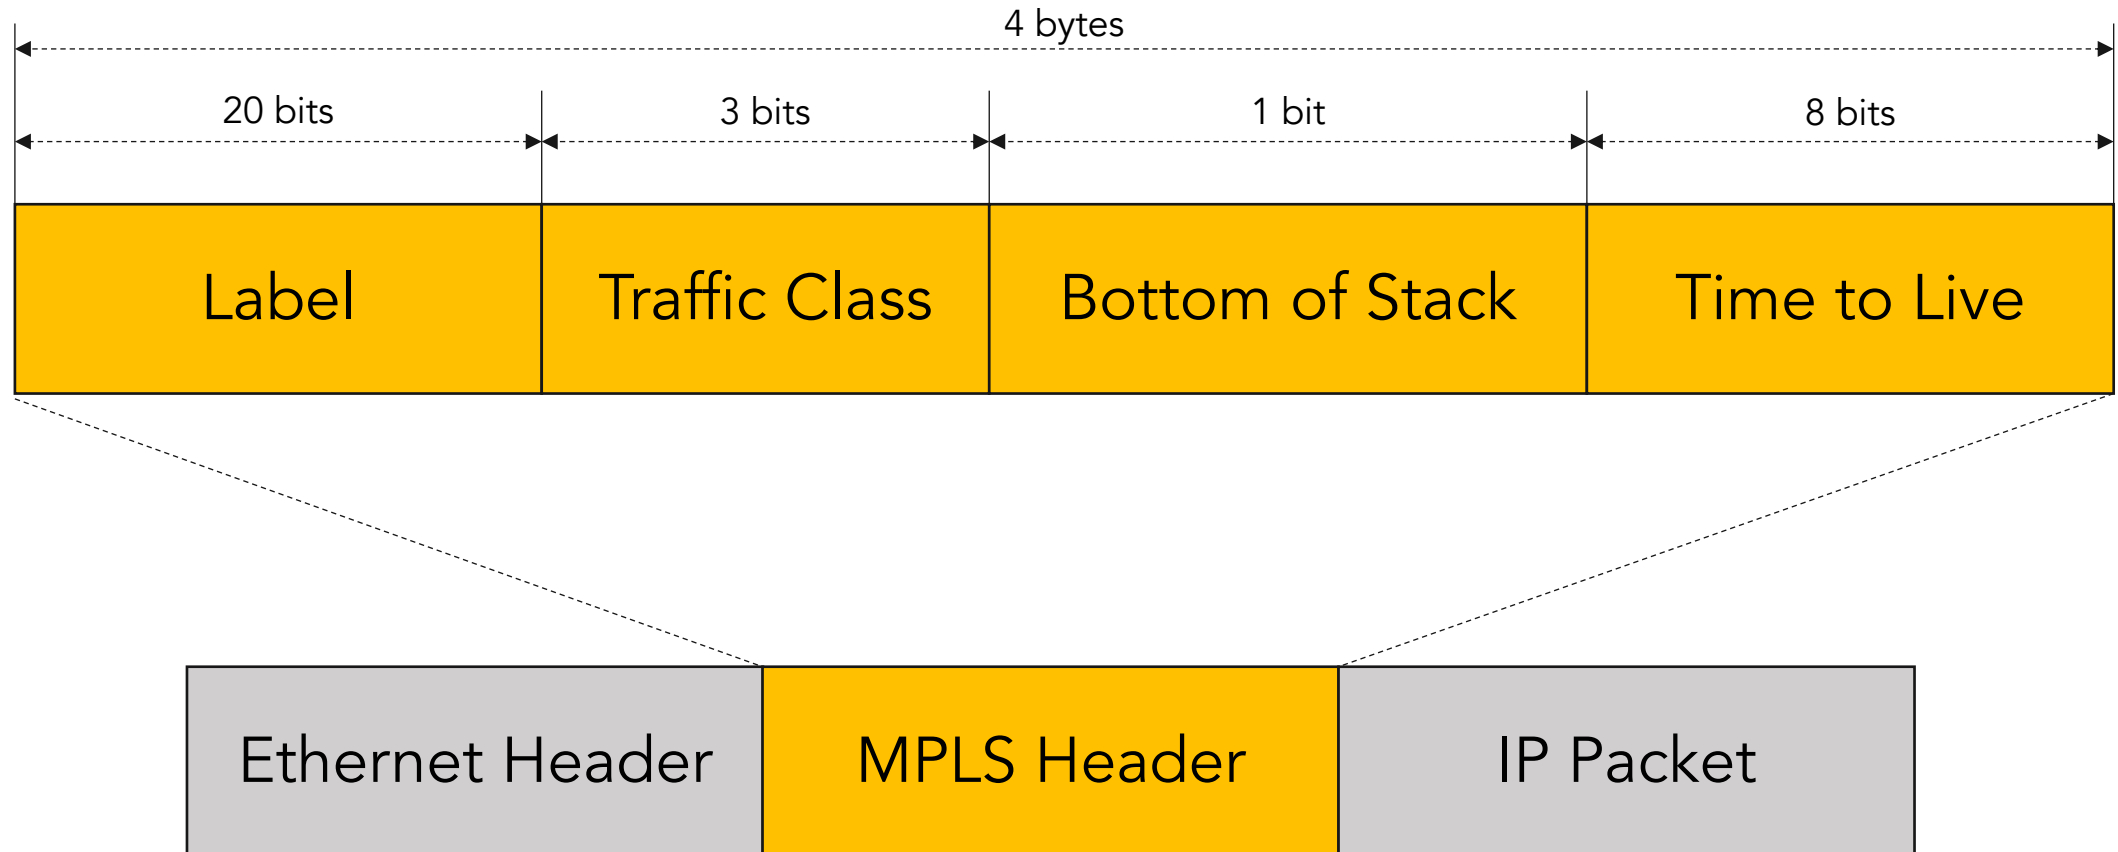 4 bytes
20 bits
3 bits
1 bit
8 bits
Label
Traffic Class
Bottom of Stack
Time to Live
Ethernet Header
MPLS Header
IP Packet